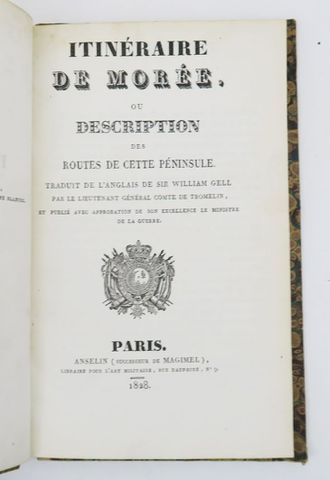 ITINÉRAIRE
DE MORÉE,
OU
DESCRIPTION
DES
ROUTES DE CETTE PÉNINSULE.
TRADUIT DE L'ANGLAIS DE SIR WILLIAM GELL
PAR LE LIEUTENANT GÉNÉRAL COMTE DE TROMELIN,
ET PUBLIÉ AVEC APPROBATION DE SON EXCELLENCE LE MINISTRE
DE LA GUERRE.
PARIS.
ANSELIN (SUCCESSEUR DE MAGIMEL),
LIBRAIRE POUR L'ART MILITAIRE, RUE DAUPHINE, Nº 9.
1828.